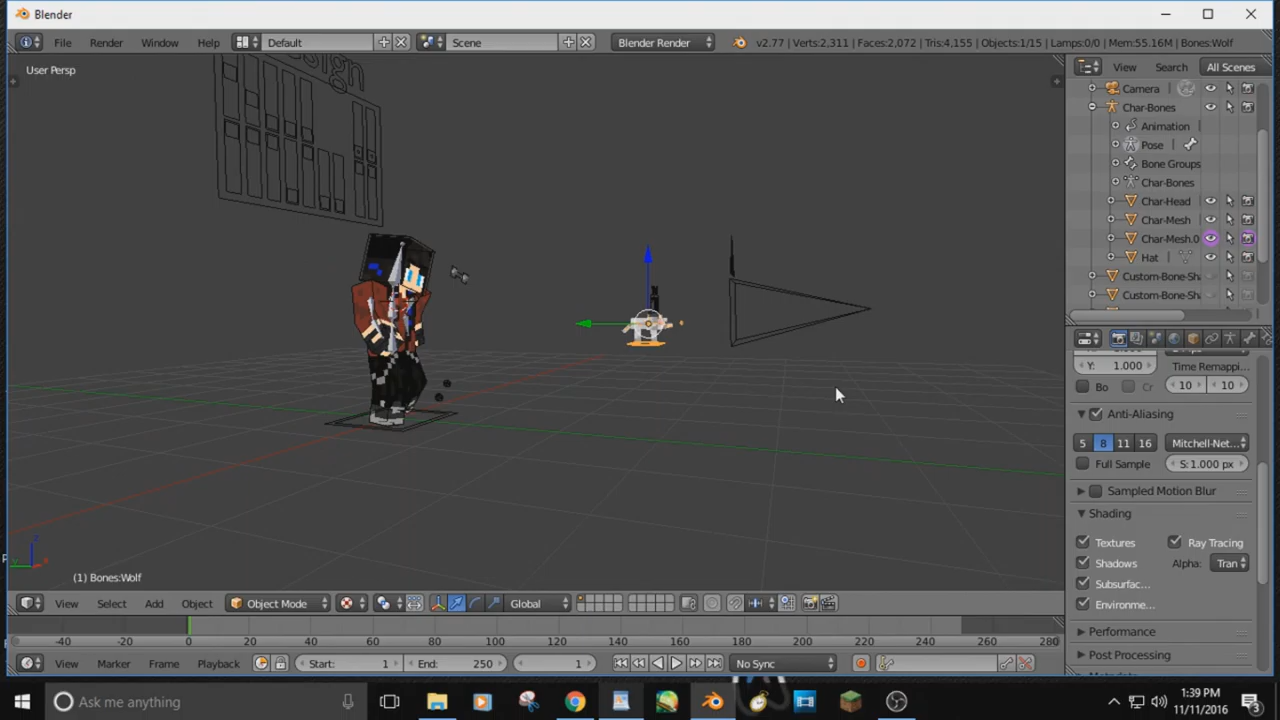 Blender
File Render Window Help Default Scene Blender Render v2.77 | Verts:2,311 | Faces:2,072 | Tris:4,155 | Objects:1/15 | Lamps:0/0 | Mem:55.16M | Bones:Wolf
User Persp
View Search All Scenes
Camera
Char-Bones
Animation
Pose
Bone Groups
Char-Bones
Char-Head
Char-Mesh
Char-Mesh.0
Hat
Custom-Bone-Sh
Custom-Bone-Sh
Y: 1.000
Time Remappi
Bo Cr 10 10
Anti-Aliasing
5 8 11 16 Mitchell-Net...
Full Sample S: 1.000 px
Sampled Motion Blur
Shading
Textures Ray Tracing
Shadows Alpha: Tran
Subsurfac...
Environme...
Performance
Post Processing
esign
z
y x
(1) Bones:Wolf
View Select Add Object Object Mode Global
-40 -20 0 20 40 60 80 100 120 140 160 180 200 220 240 260 280
View Marker Frame Playback Start: 1 End: 250 1 No Sync
Ask me anything
1:39 PM
11/11/2016
3